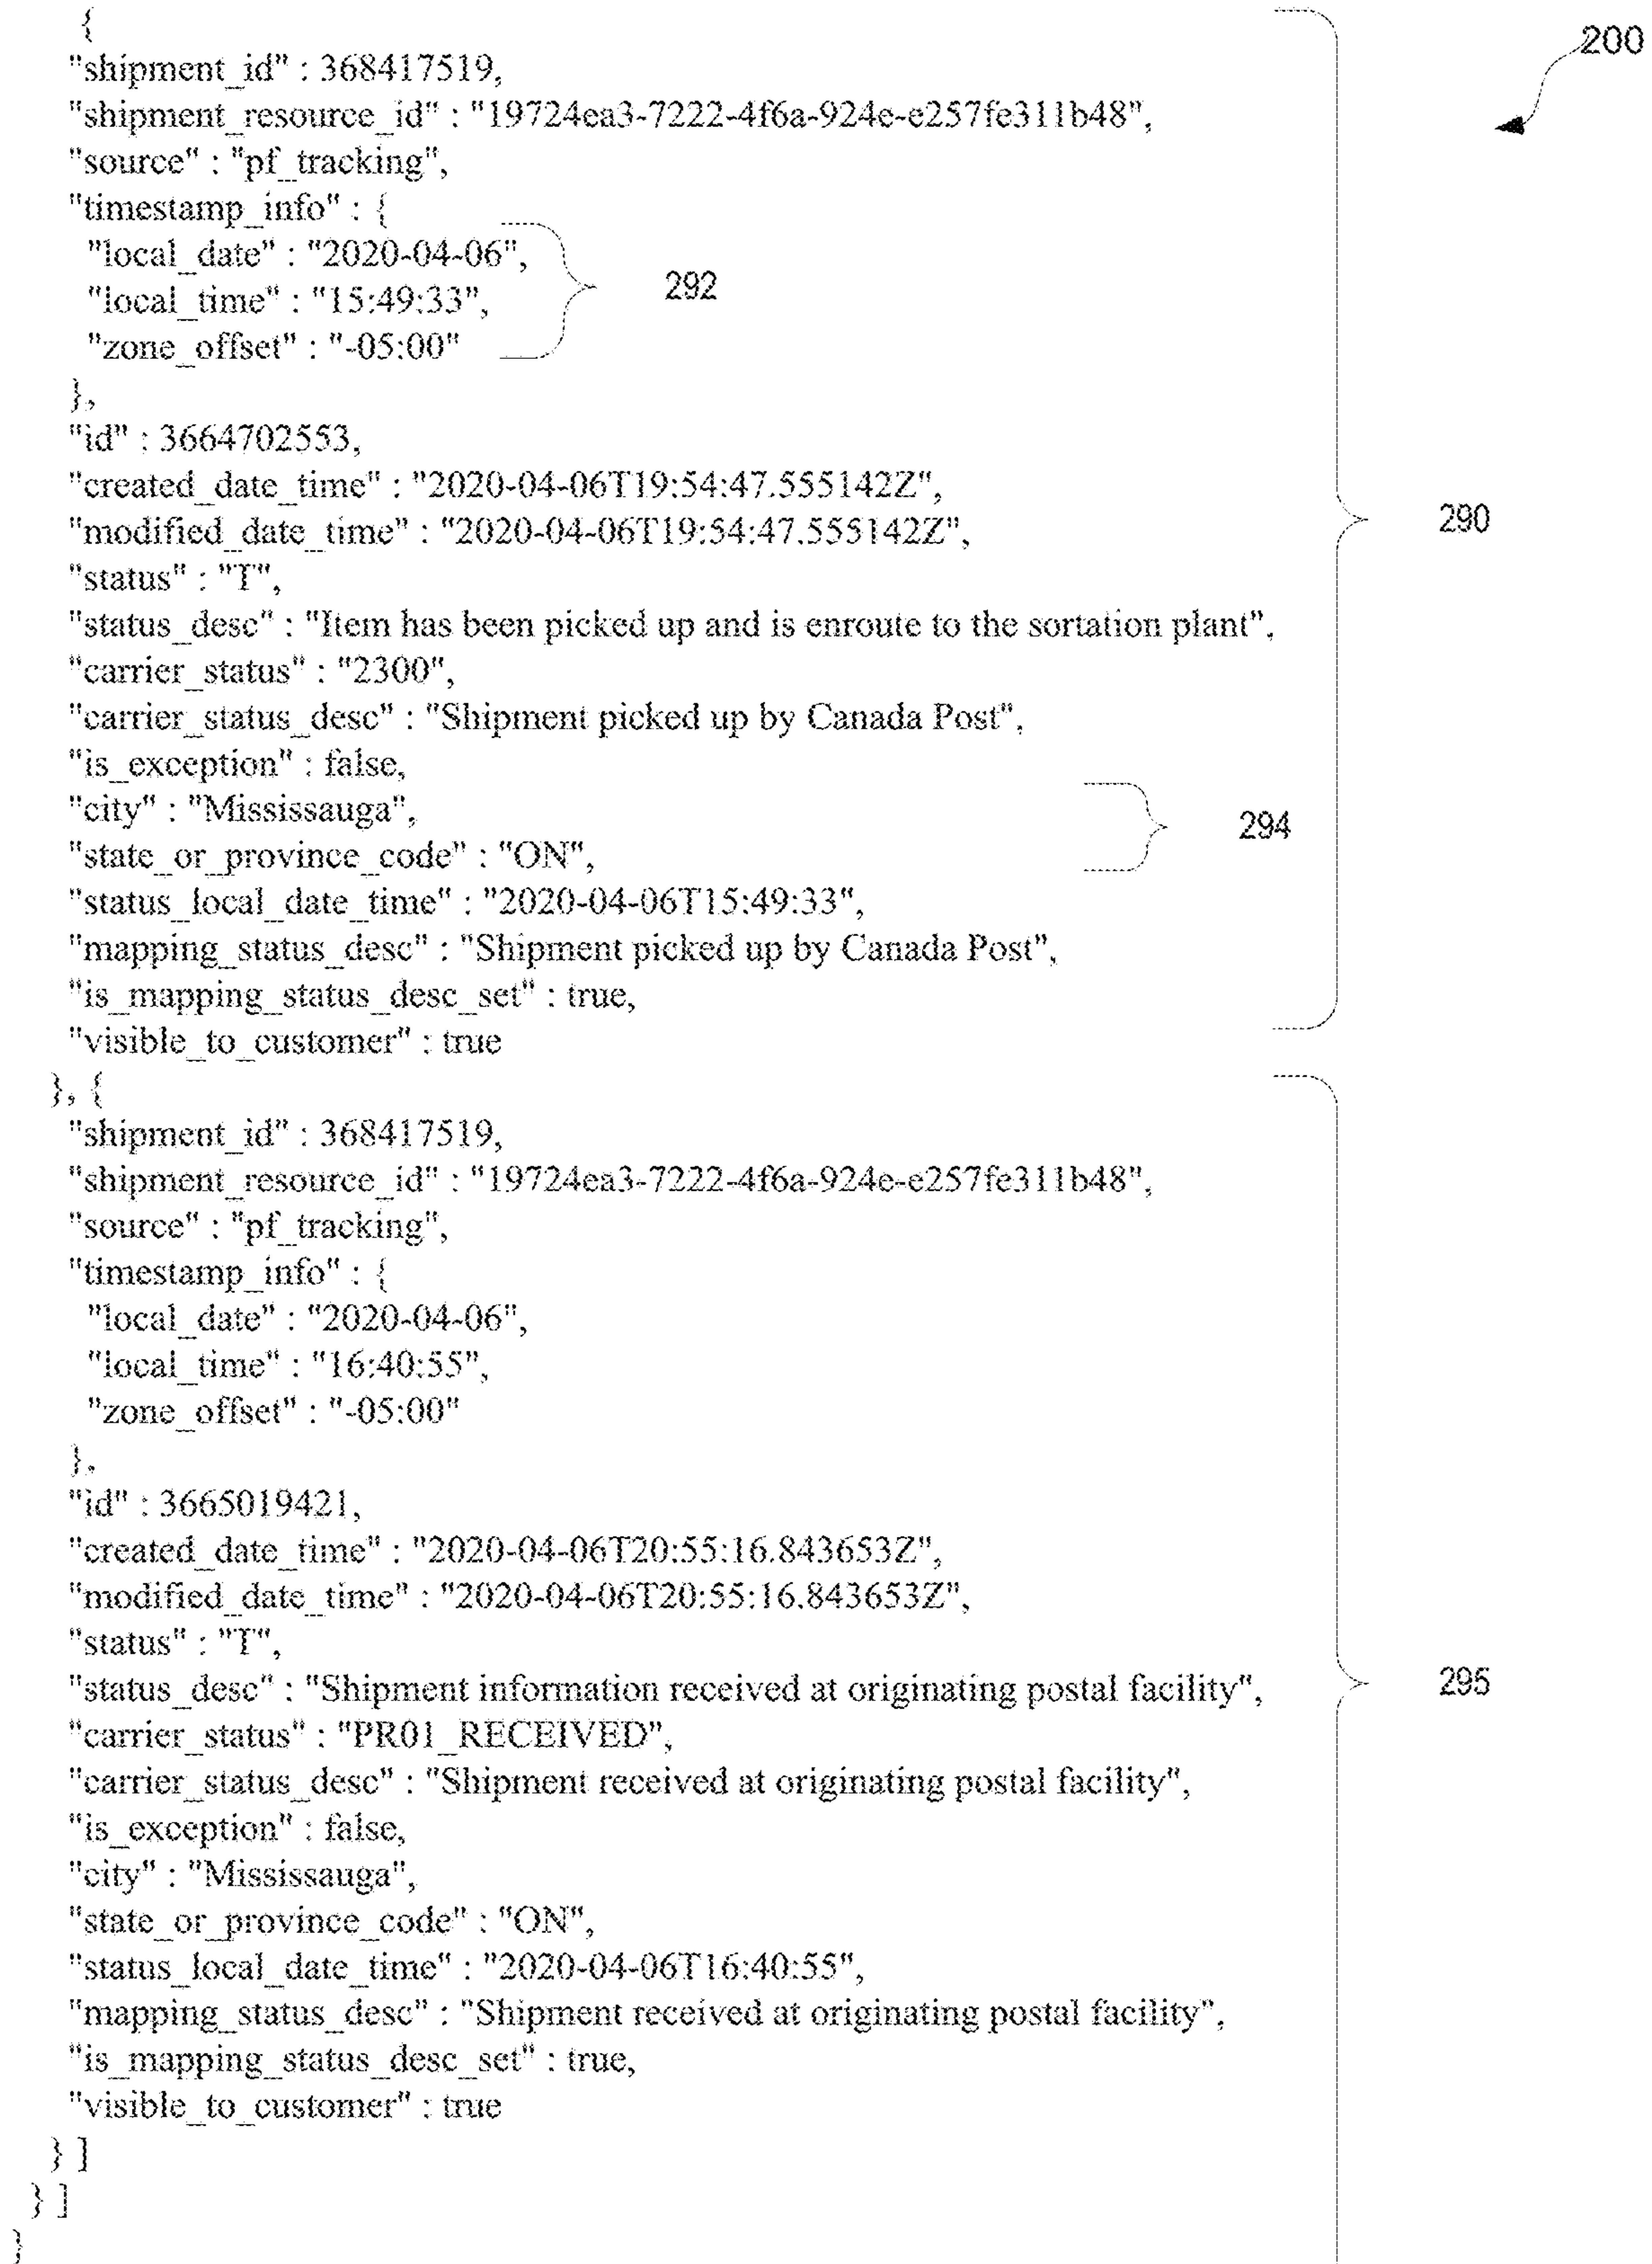 {
200
"shipment_id" : 368417519,
"shipment_resource_id" : "19724ea3-7222-4f6a-924e-e257fe311b48",
"source" : "pf_tracking",
"timestamp_info" : {
"local_date" : "2020-04-06",
"local_time" : "15:49:33",
292
"zone_offset" : "-05:00"
},
"id" : 3664702553,
"created_date_time" : "2020-04-06T19:54:47.555142Z",
"modified_date_time" : "2020-04-06T19:54:47.555142Z",
290
"status" : "T",
"status_desc" : "Item has been picked up and is enroute to the sortation plant",
"carrier_status" : "2300",
"carrier_status_desc" : "Shipment picked up by Canada Post",
"is_exception" : false,
"city" : "Mississauga",
294
"state_or_province_code" : "ON",
"status_local_date_time" : "2020-04-06T15:49:33",
"mapping_status_desc" : "Shipment picked up by Canada Post",
"is_mapping_status_desc_set" : true,
"visible_to_customer" : true
}, {
"shipment_id" : 368417519,
"shipment_resource_id" : "19724ea3-7222-4f6a-924e-e257fe311b48",
"source" : "pf_tracking",
"timestamp_info" : {
"local_date" : "2020-04-06",
"local_time" : "16:40:55",
"zone_offset" : "-05:00"
},
"id" : 3665019421,
"created_date_time" : "2020-04-06T20:55:16.843653Z",
"modified_date_time" : "2020-04-06T20:55:16.843653Z",
"status" : "T",
"status_desc" : "Shipment information received at originating postal facility",
295
"carrier_status" : "PR01_RECEIVED",
"carrier_status_desc" : "Shipment received at originating postal facility",
"is_exception" : false,
"city" : "Mississauga",
"state_or_province_code" : "ON",
"status_local_date_time" : "2020-04-06T16:40:55",
"mapping_status_desc" : "Shipment received at originating postal facility",
"is_mapping_status_desc_set" : true,
"visible_to_customer" : true
} ]
} ]
}